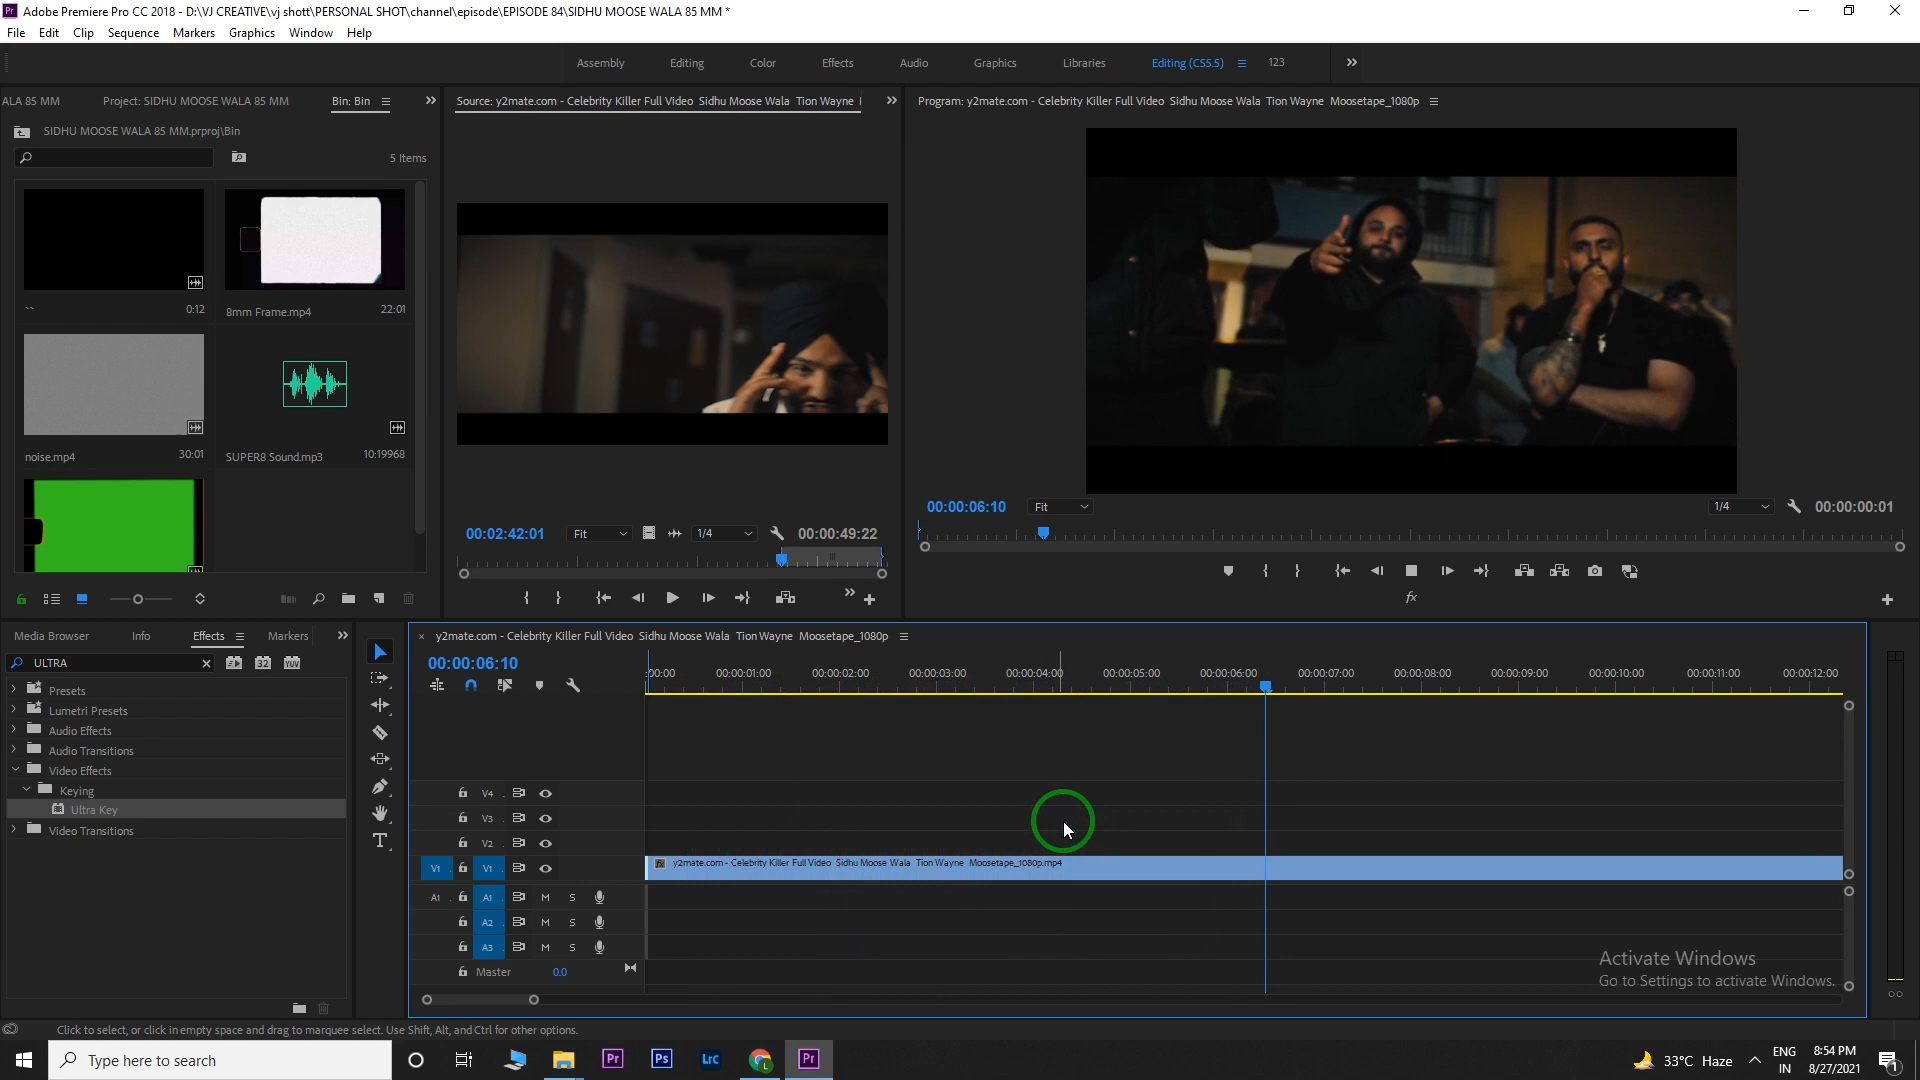 Adobe Premiere Pro CC 2018 - D:\VJ CREATIVE\vj shott\PERSONAL SHOT\channel\episode\EPISODE 84\SIDHU MOOSE WALA 85 MM *
File Edit Clip Sequence Markers Graphics Window Help
Assembly Editing Color Effects Audio Graphics Libraries Editing (CS5.5) 123
ALA 85 MM Project: SIDHU MOOSE WALA 85 MM Bin: Bin
Source: y2mate.com - Celebrity Killer Full Video Sidhu Moose Wala Tion Wayne
Program: y2mate.com - Celebrity Killer Full Video Sidhu Moose Wala Tion Wayne Moosetape_1080p
SIDHU MOOSE WALA 85 MM.prproj\Bin
5 Items
`` 0:12
8mm Frame.mp4 22:01
noise.mp4 30:01
SUPER8 Sound.mp3 10:19968
00:02:42:01 Fit 1/4 00:00:49:22
00:00:06:10 Fit 1/4 00:00:00:01
fx
Media Browser Info Effects Markers
ULTRA
32 YUV
Presets
Lumetri Presets
Audio Effects
Audio Transitions
Video Effects
Keying
Ultra Key
Video Transitions
y2mate.com - Celebrity Killer Full Video Sidhu Moose Wala Tion Wayne Moosetape_1080p
00:00:06:10
:00:00 00:00:01:00 00:00:02:00 00:00:03:00 00:00:04:00 00:00:05:00 00:00:06:00 00:00:07:00 00:00:08:00 00:00:09:00 00:00:10:00 00:00:11:00 00:00:12:00
V4
V3
V2
V1 V1
fx y2mate.com - Celebrity Killer Full Video Sidhu Moose Wala Tion Wayne Moosetape_1080p.mp4
A1 A1 M S
A2 M S
A3 M S
Master 0.0
Activate Windows
Go to Settings to activate Windows.
Click to select, or click in empty space and drag to marquee select. Use Shift, Alt, and Ctrl for other options.
Type here to search
Pr Ps Lrc L Pr
33°C Haze
ENG
IN
8:54 PM
8/27/2021
1